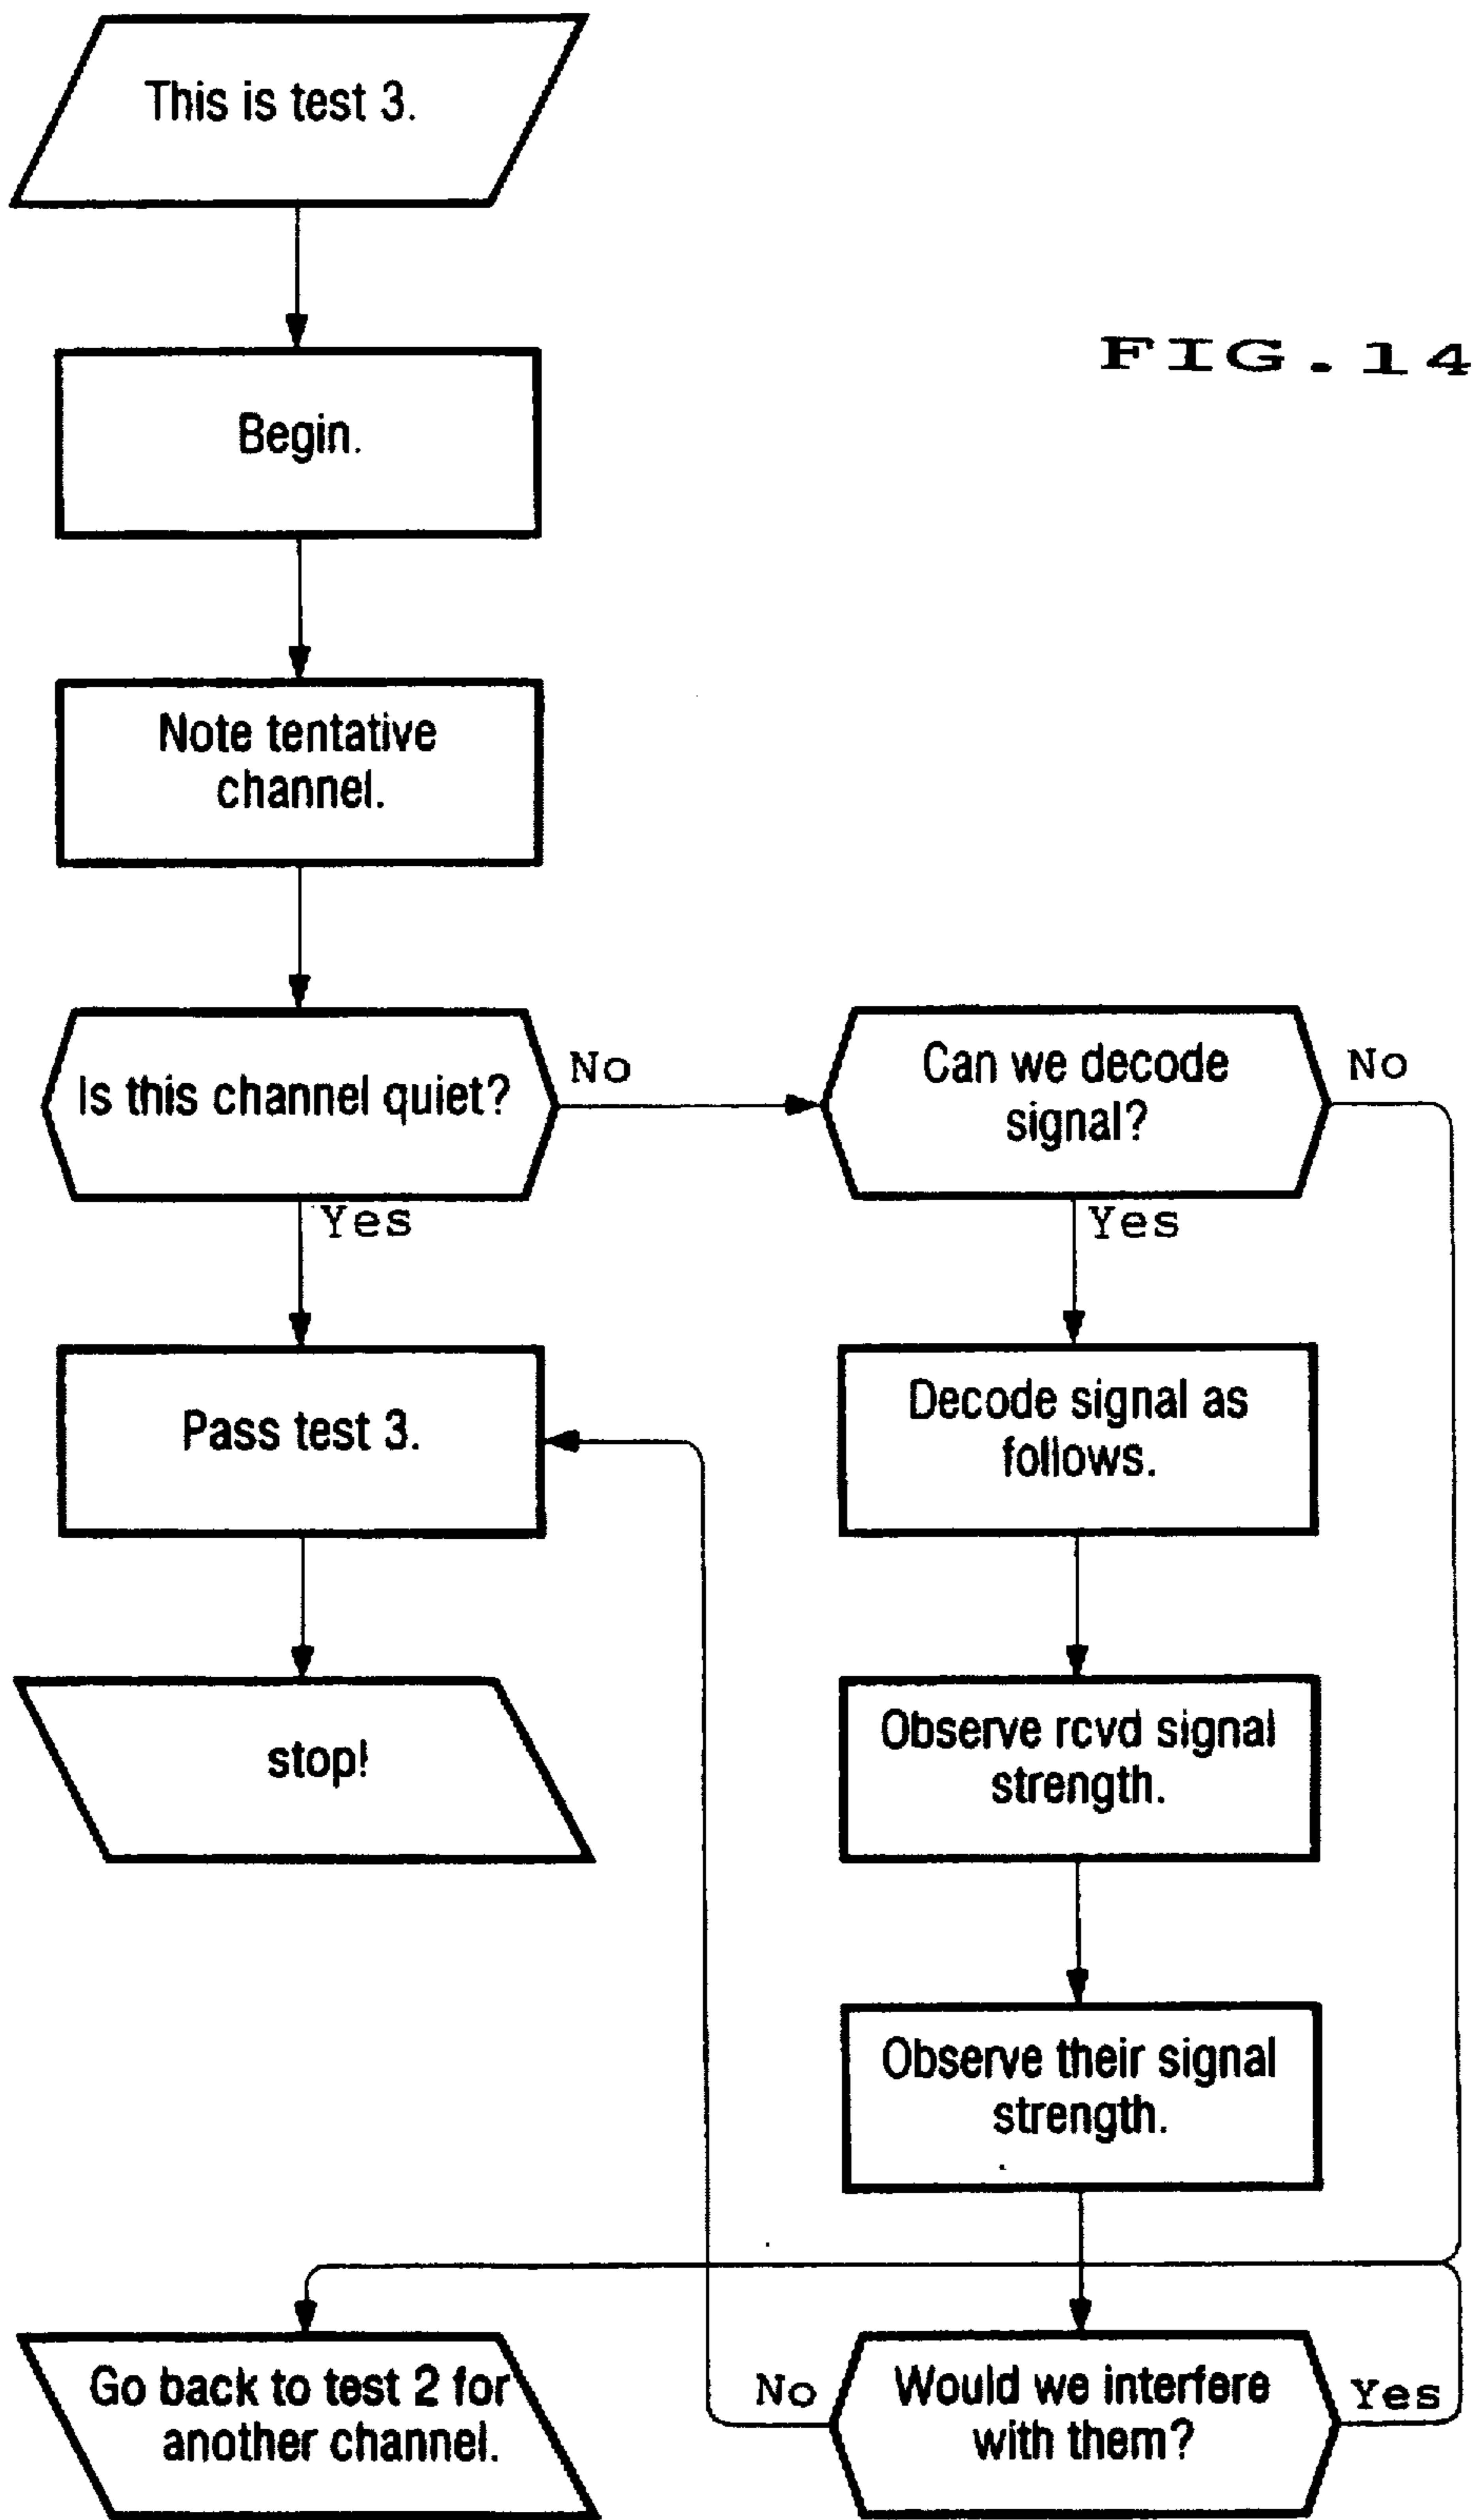 This is test 3.
FIG.14
Begin.
Note tentative
channel.
Is this channel quiet?
No
Yes
Can we decode
signal?
No
Yes
Pass test 3.
Decode signal as
follows.
stop!
Observe rcvd signal
strength.
Observe their signal
strength.
Go back to test 2 for
another channel.
No
Would we interfere
with them?
Yes